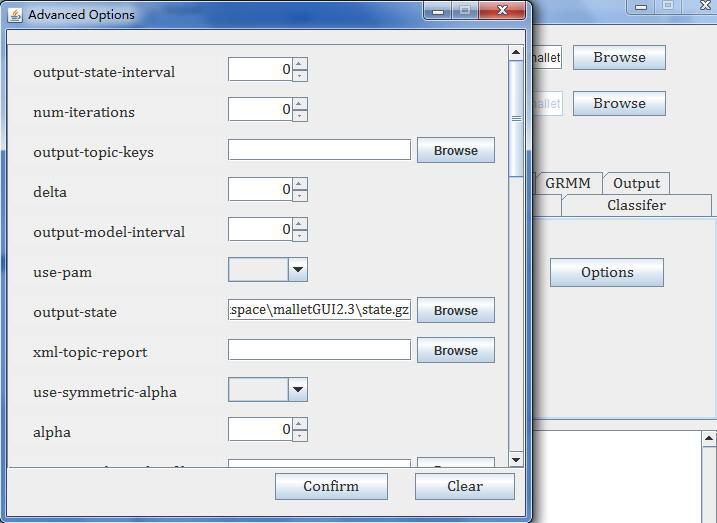 Advanced Options
output-state-interval 0
num-iterations 0
output-topic-keys Browse
delta 0
output-model-interval 0
use-pam
output-state :space\malletGUI2.3\state.gz Browse
xml-topic-report Browse
use-symmetric-alpha
alpha 0
Confirm Clear
mallet Browse
mallet Browse
GRMM Output
Classifer
Options